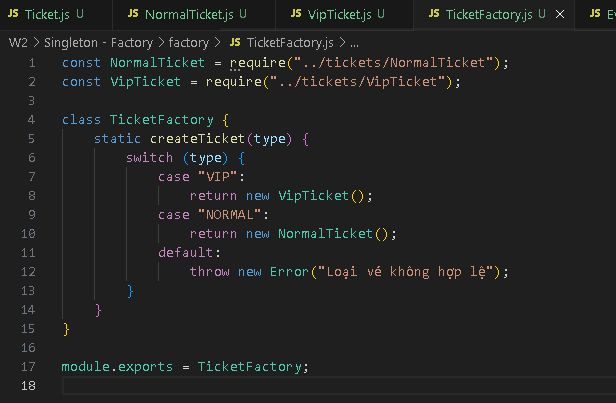 JS Ticket.js U JS NormalTicket.js U JS VipTicket.js U JS TicketFactory.js U × JS
W2 > Singleton - Factory > factory > JS TicketFactory.js > ...
1 const NormalTicket = require("../tickets/NormalTicket");
2 const VipTicket = require("../tickets/VipTicket");
3
4 class TicketFactory {
5 static createTicket(type) {
6 switch (type) {
7 case "VIP":
8 return new VipTicket();
9 case "NORMAL":
10 return new NormalTicket();
11 default:
12 throw new Error("Loại vé không hợp lệ");
13 }
14 }
15 }
16
17 module.exports = TicketFactory;
18